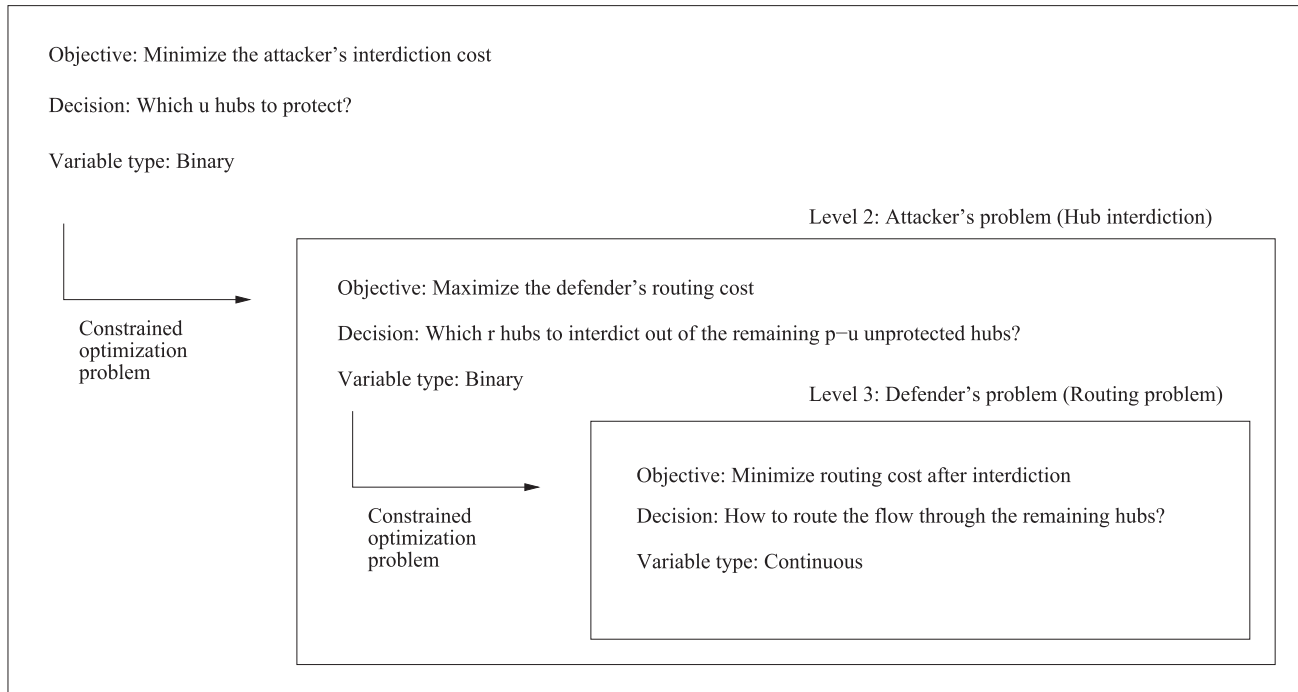 Objective: Minimize the attacker’s interdiction cost
Decision: Which u hubs to protect?
Variable type: Binary
Level 2: Attacker’s problem (Hub interdiction)
Constrained
optimization
problem
Objective: Maximize the defender’s routing cost
Decision: Which r hubs to interdict out of the remaining p−u unprotected hubs?
Variable type: Binary
Level 3: Defender’s problem (Routing problem)
Constrained
optimization
problem
Objective: Minimize routing cost after interdiction
Decision: How to route the flow through the remaining hubs?
Variable type: Continuous